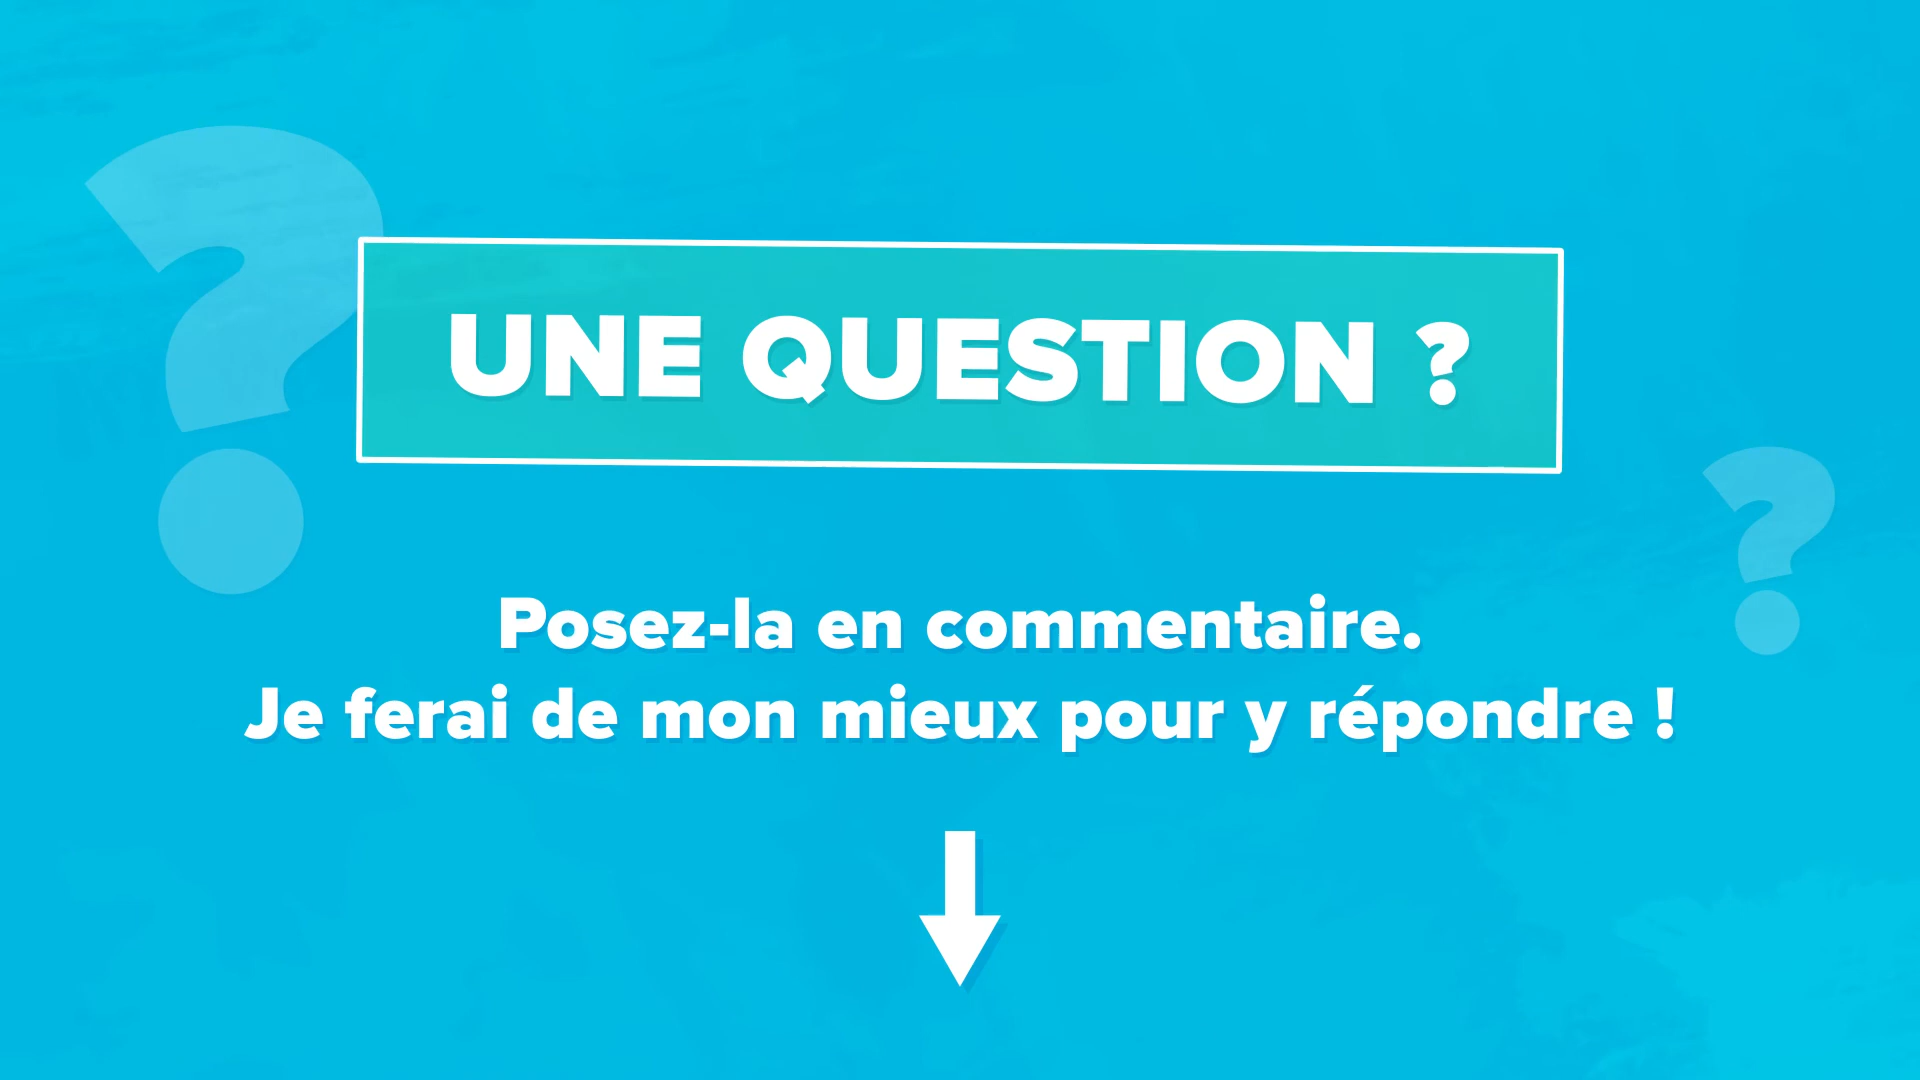 UNE QUESTION ?
Posez-la en commentaire.
Je ferai de mon mieux pour y répondre !